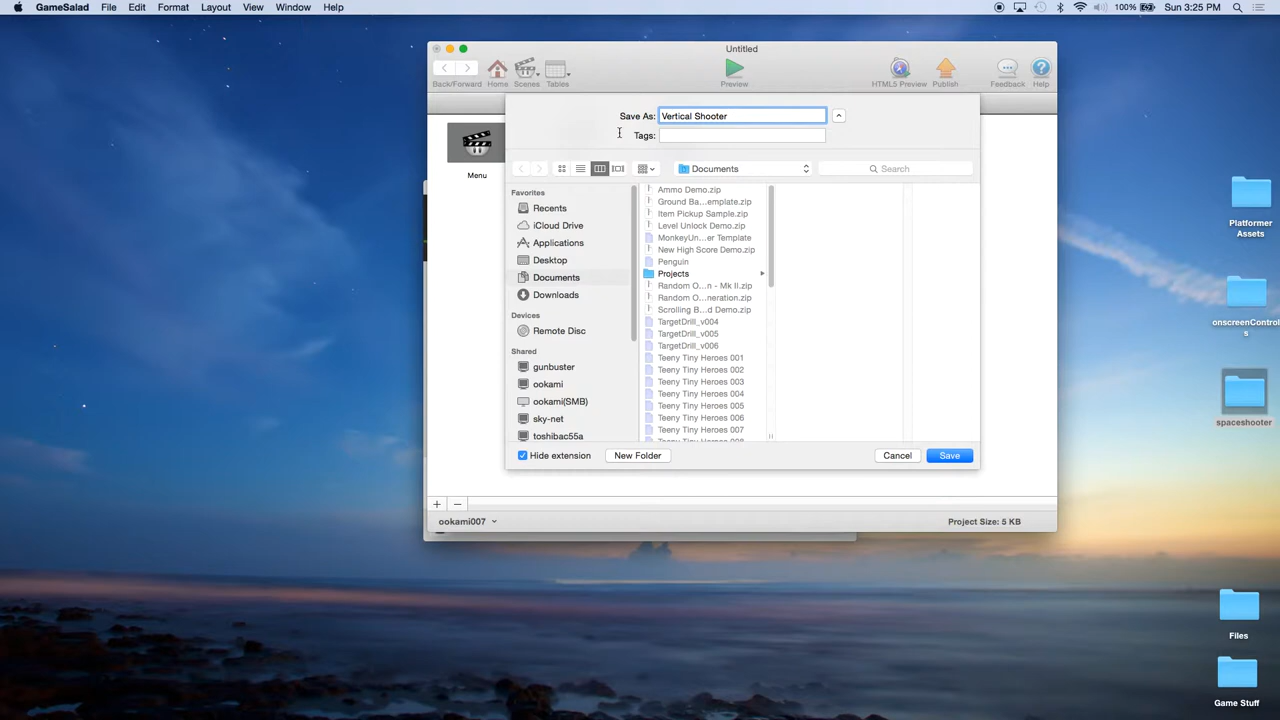 GameSalad File Edit Format Layout View Window Help 100% Sun 3:25 PM
Untitled
Back/Forward Home Scenes Tables Preview HTML5 Preview Publish Feedback Help
Save As: Vertical Shooter
Tags:
Menu
Documents
Search
Favorites
Recents
iCloud Drive
Applications
Desktop
Documents
Downloads
Devices
Remote Disc
Shared
gunbuster
ookami
ookami(SMB)
sky-net
toshibac55a
Ammo Demo.zip
Ground Ba...emplate.zip
Item Pickup Sample.zip
Level Unlock Demo.zip
MonkeyUn...er Template
New High Score Demo.zip
Penguin
Projects
Random O...n - Mk II.zip
Random O...neration.zip
Scrolling B...d Demo.zip
TargetDrill_v004
TargetDrill_v005
TargetDrill_v006
Teeny Tiny Heroes 001
Teeny Tiny Heroes 002
Teeny Tiny Heroes 003
Teeny Tiny Heroes 004
Teeny Tiny Heroes 005
Teeny Tiny Heroes 006
Teeny Tiny Heroes 007
Hide extension
New Folder
Cancel
Save
ookami007
Project Size: 5 KB
Platformer
Assets
onscreenControl
s
spaceshooter
Files
Game Stuff